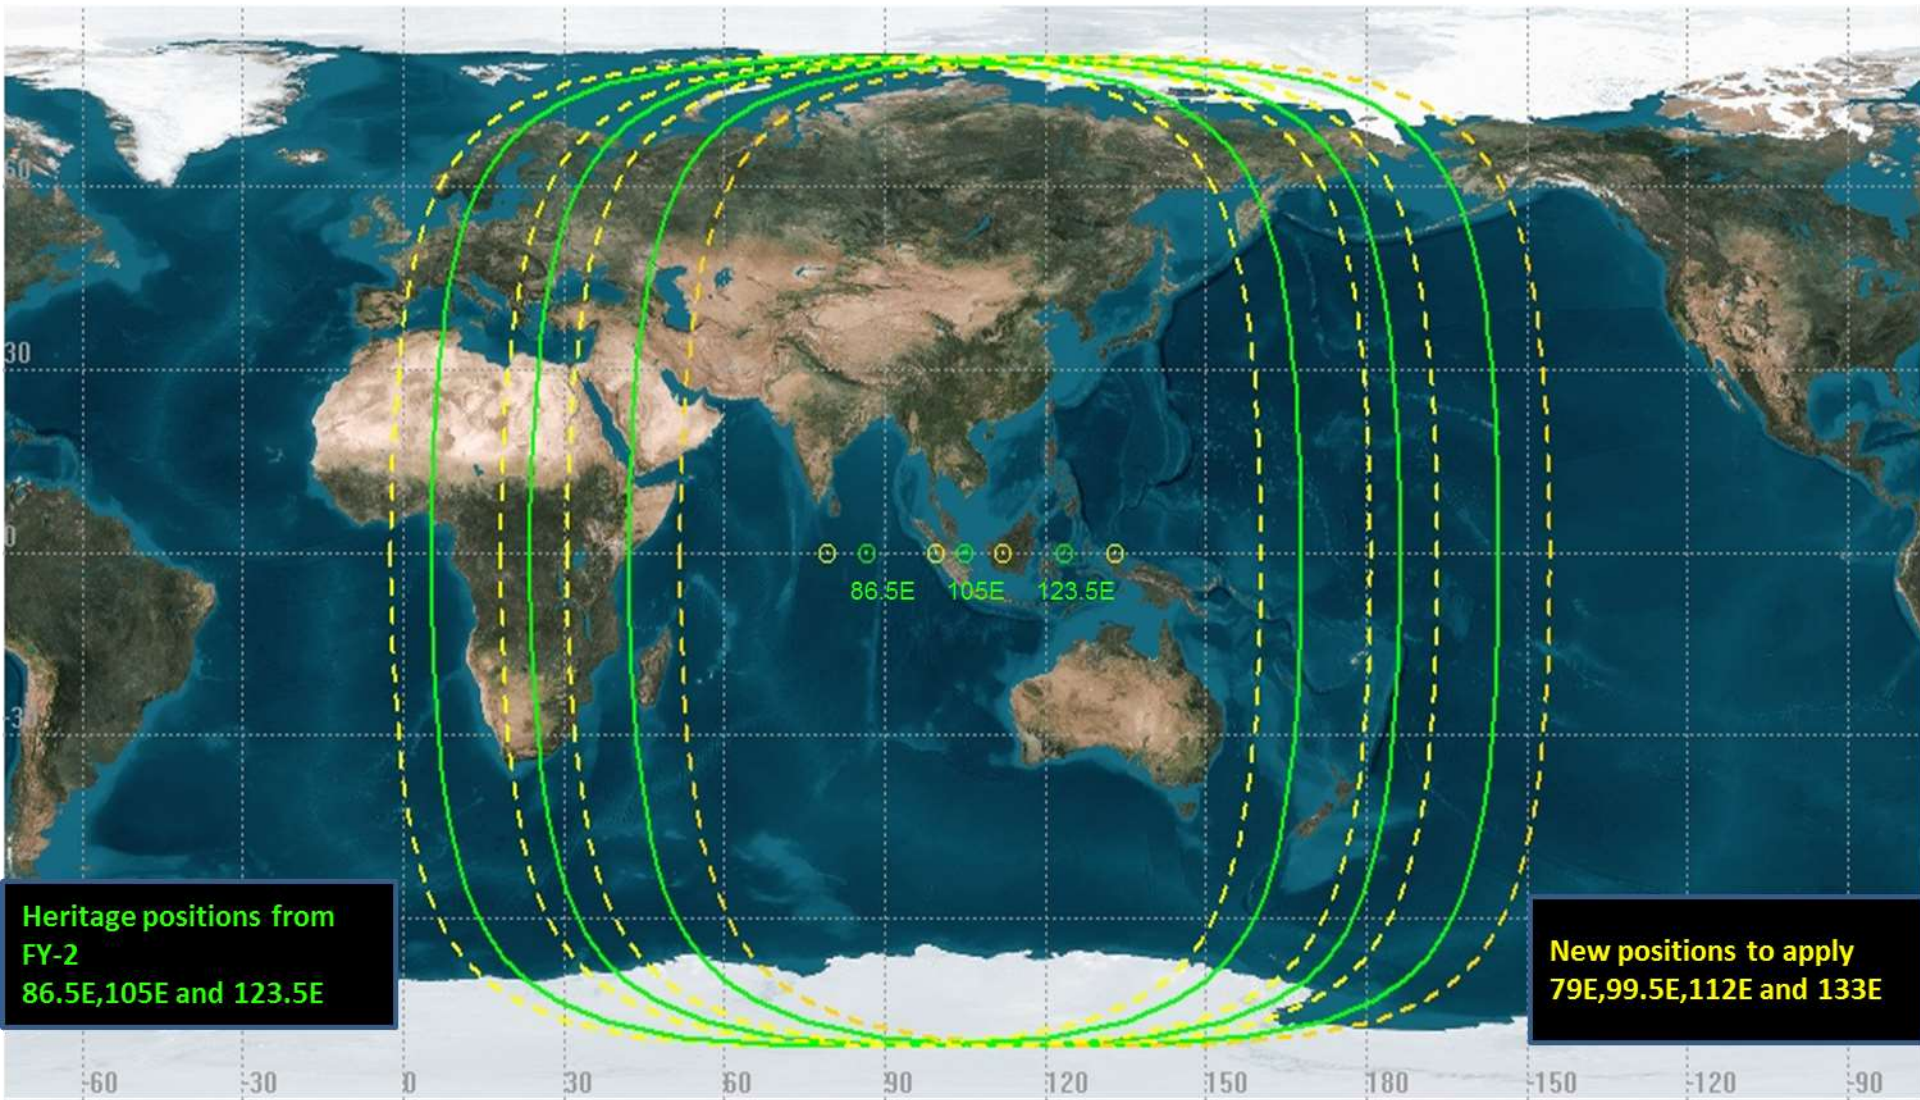 60
30
0
-30
86.5E 105E 123.5E
Heritage positions from
FY-2
86.5E,105E and 123.5E
New positions to apply
79E,99.5E,112E and 133E
-60 -30 0 30 60 90 120 150 180 -150 -120 -90